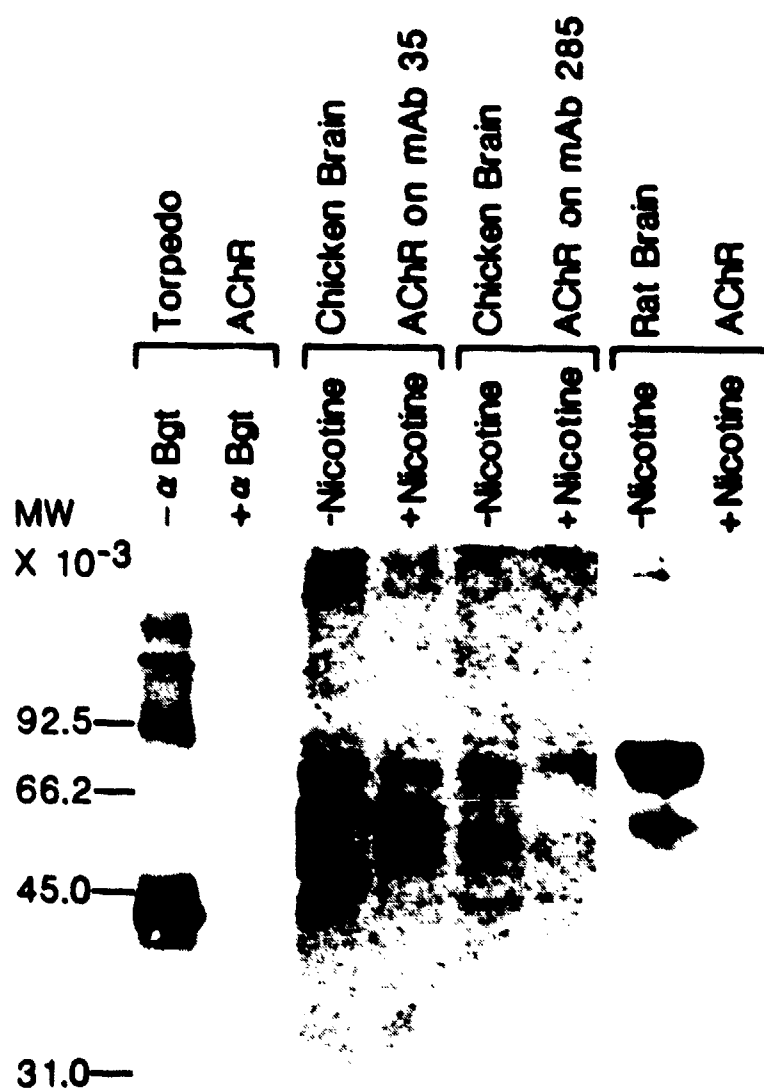 Torpedo
AChR
Chicken Brain
AChR on mAb 35
Chicken Brain
AChR on mAb 285
Rat Brain
AChR
- α Bgt
+ α Bgt
-Nicotine
+ Nicotine
-Nicotine
+ Nicotine
-Nicotine
+ Nicotine
MW
X 10⁻³
92.5
66.2
45.0
31.0